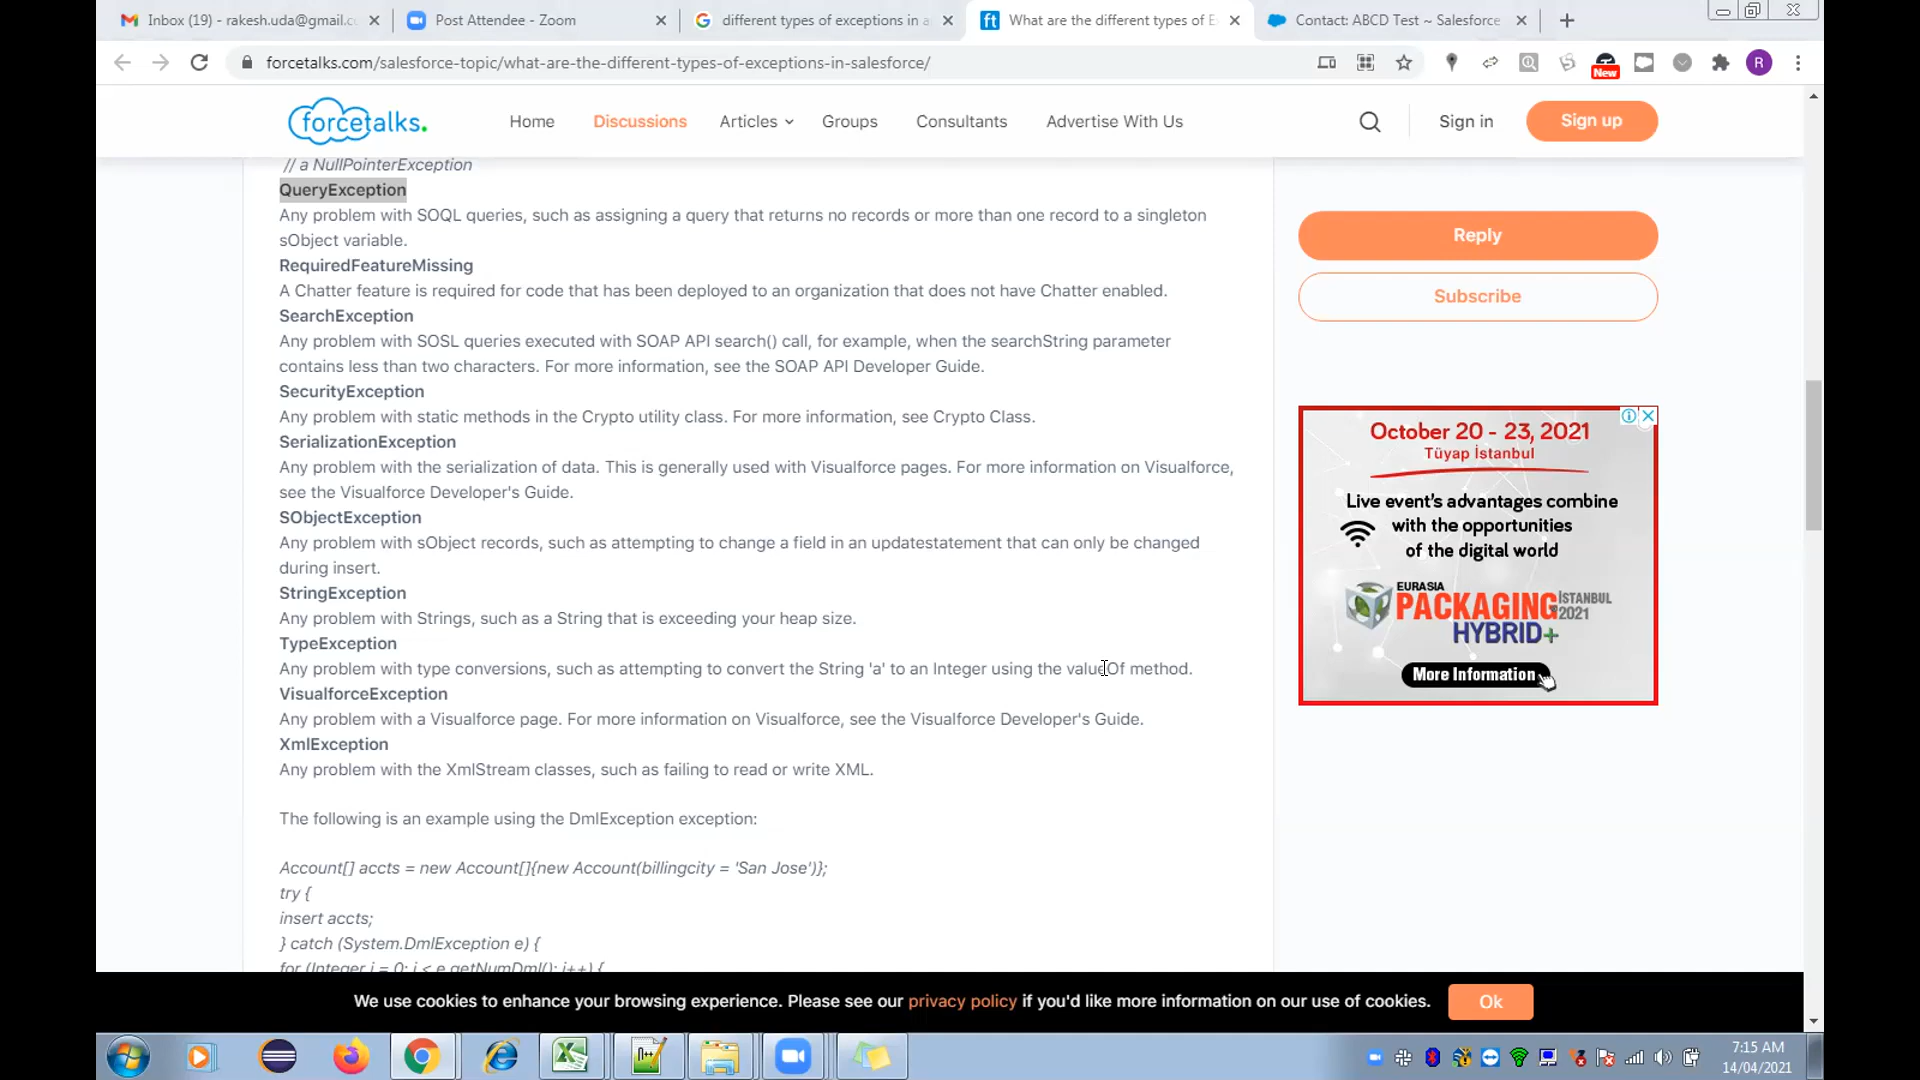 Inbox (19) - rakesh.uda@gmail.c
Post Attendee - Zoom
different types of exceptions in a
What are the different types of E
Contact: ABCD Test ~ Salesforce
forcetalks.com/salesforce-topic/what-are-the-different-types-of-exceptions-in-salesforce/
New
R
forcetalks.
Home
Discussions
Articles
Groups
Consultants
Advertise With Us
Sign in
Sign up
// a NullPointerException
QueryException
Any problem with SOQL queries, such as assigning a query that returns no records or more than one record to a singleton
sObject variable.
RequiredFeatureMissing
A Chatter feature is required for code that has been deployed to an organization that does not have Chatter enabled.
SearchException
Any problem with SOSL queries executed with SOAP API search() call, for example, when the searchString parameter
contains less than two characters. For more information, see the SOAP API Developer Guide.
SecurityException
Any problem with static methods in the Crypto utility class. For more information, see Crypto Class.
SerializationException
Any problem with the serialization of data. This is generally used with Visualforce pages. For more information on Visualforce,
see the Visualforce Developer's Guide.
SObjectException
Any problem with sObject records, such as attempting to change a field in an updatestatement that can only be changed
during insert.
StringException
Any problem with Strings, such as a String that is exceeding your heap size.
TypeException
Any problem with type conversions, such as attempting to convert the String 'a' to an Integer using the valueOf method.
VisualforceException
Any problem with a Visualforce page. For more information on Visualforce, see the Visualforce Developer's Guide.
XmlException
Any problem with the XmlStream classes, such as failing to read or write XML.
The following is an example using the DmlException exception:
Account[] accts = new Account[]{new Account(billingcity = 'San Jose')};
try {
insert accts;
} catch (System.DmlException e) {
for (Integer i = 0; i < e.getNumDml(); i++) {
Reply
Subscribe
October 20 - 23, 2021
Tüyap İstanbul
Live event's advantages combine
with the opportunities
of the digital world
EURASIA
PACKAGING
İSTANBUL
2021
HYBRID+
More Information
We use cookies to enhance your browsing experience. Please see our privacy policy if you'd like more information on our use of cookies.
Ok
7:15 AM
14/04/2021